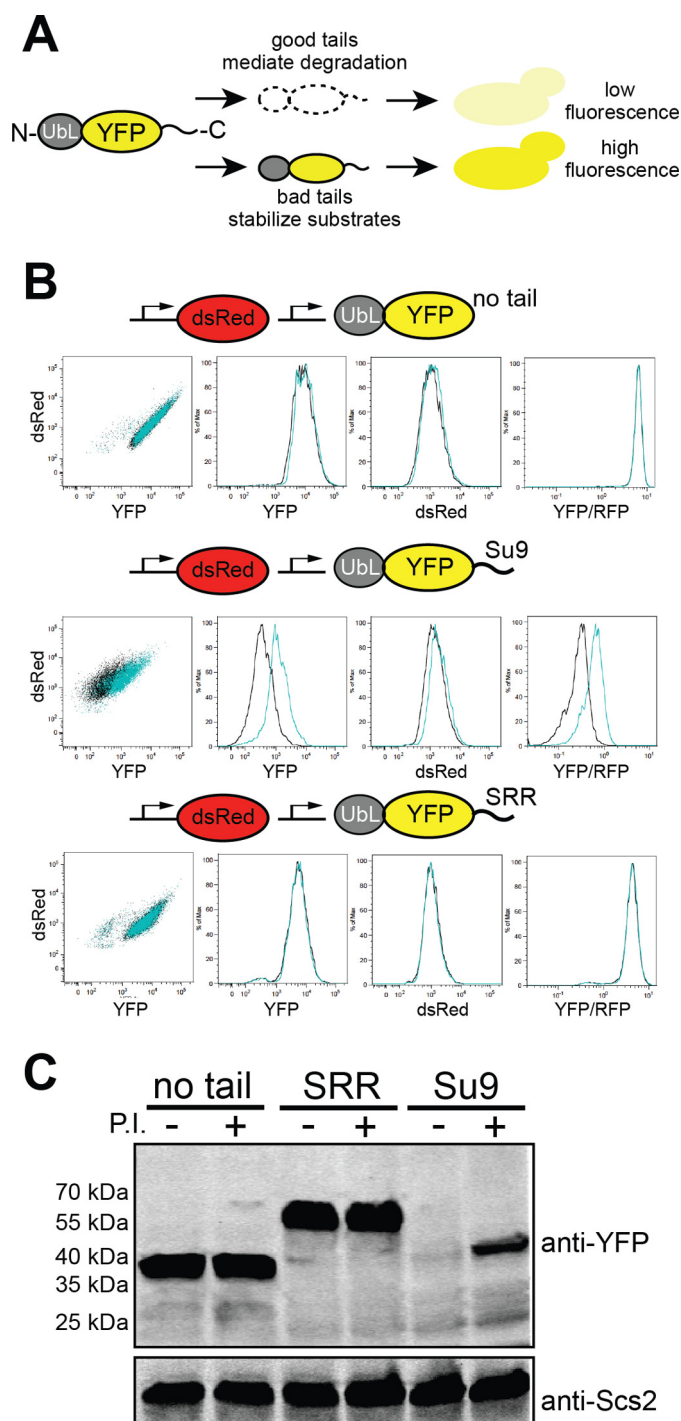 A
good tails
mediate degradation
low
fluorescence
N- UbL YFP -C
high
fluorescence
bad tails
stabilize substrates
B
dsRed UbL YFP no tail
dsRed
YFP
% of Max
YFP
% of Max
dsRed
% of Max
YFP/RFP
dsRed UbL YFP Su9
dsRed
YFP
% of Max
YFP
% of Max
dsRed
% of Max
YFP/RFP
dsRed UbL YFP SRR
dsRed
YFP
% of Max
YFP
% of Max
dsRed
% of Max
YFP/RFP
C
no tail SRR Su9
P.I. - + - + - +
70 kDa
55 kDa
40 kDa
35 kDa
25 kDa
anti-YFP
anti-Scs2